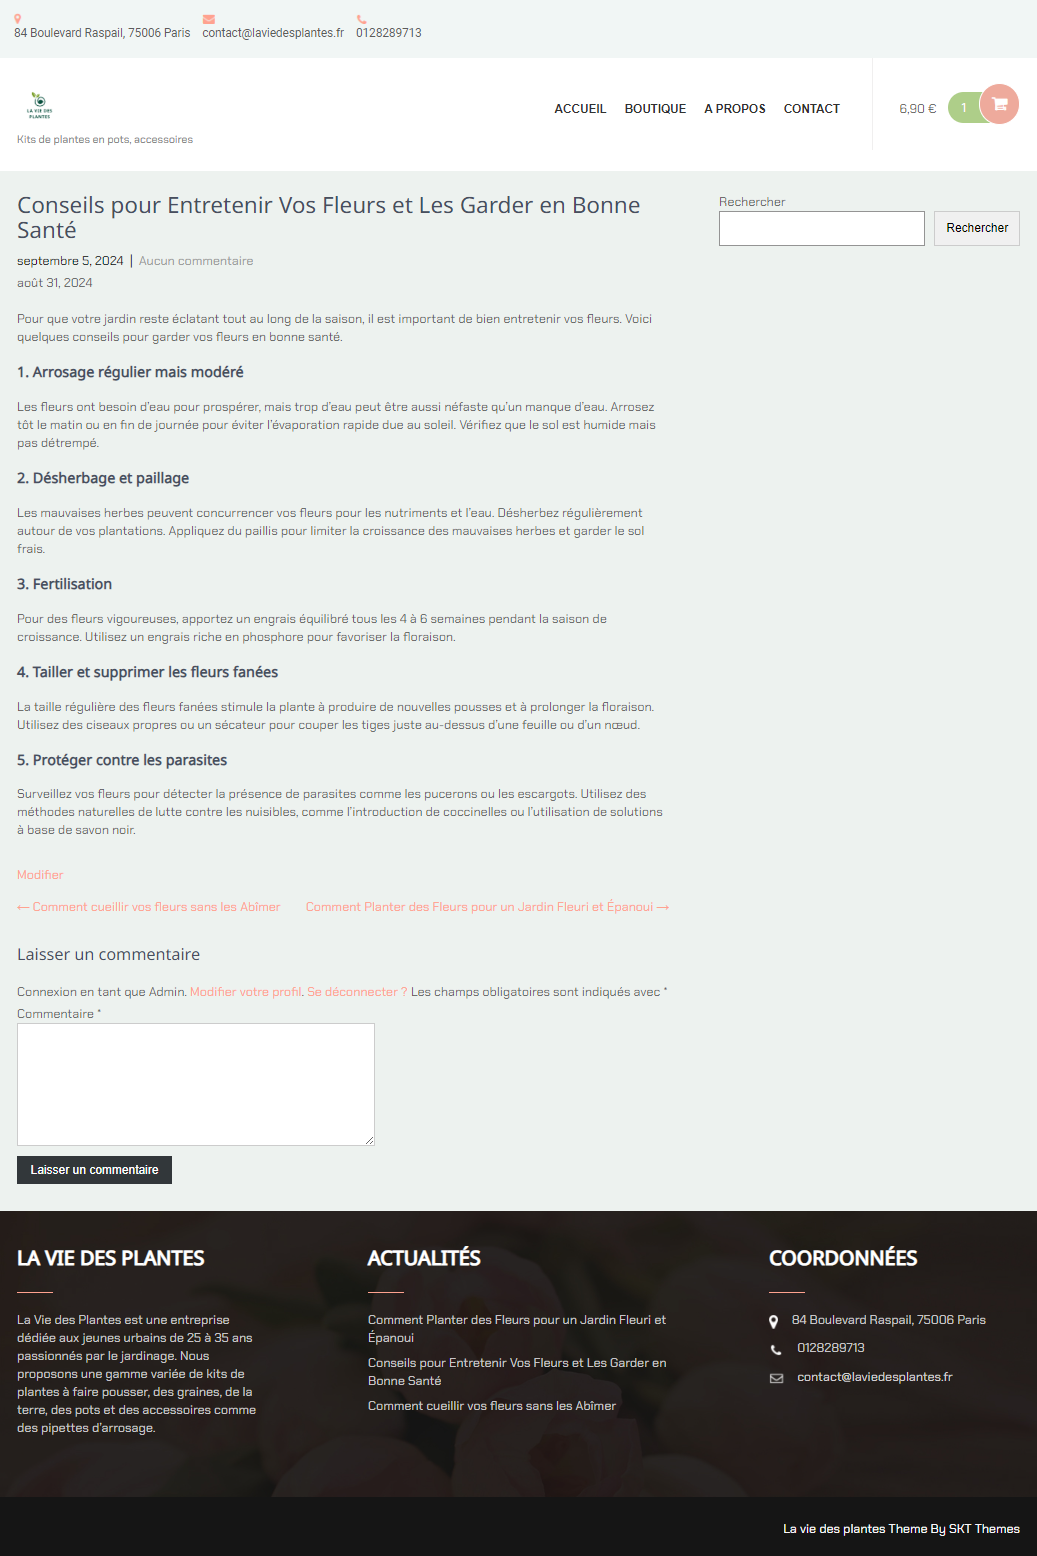 84 Boulevard Raspail, 75006 Paris
contact@laviedesplantes.fr
0128289713
LA VIE DES
PLANTES
Kits de plantes en pots, accessoires
ACCUEIL
BOUTIQUE
A PROPOS
CONTACT
6,90 €
1
Conseils pour Entretenir Vos Fleurs et Les Garder en Bonne
Santé
septembre 5, 2024 | Aucun commentaire
août 31, 2024
Pour que votre jardin reste éclatant tout au long de la saison, il est important de bien entretenir vos fleurs. Voici
quelques conseils pour garder vos fleurs en bonne santé.
1. Arrosage régulier mais modéré
Les fleurs ont besoin d’eau pour prospérer, mais trop d’eau peut être aussi néfaste qu’un manque d’eau. Arrosez
tôt le matin ou en fin de journée pour éviter l’évaporation rapide due au soleil. Vérifiez que le sol est humide mais
pas détrempé.
2. Désherbage et paillage
Les mauvaises herbes peuvent concurrencer vos fleurs pour les nutriments et l’eau. Désherbez régulièrement
autour de vos plantations. Appliquez du paillis pour limiter la croissance des mauvaises herbes et garder le sol
frais.
3. Fertilisation
Pour des fleurs vigoureuses, apportez un engrais équilibré tous les 4 à 6 semaines pendant la saison de
croissance. Utilisez un engrais riche en phosphore pour favoriser la floraison.
4. Tailler et supprimer les fleurs fanées
La taille régulière des fleurs fanées stimule la plante à produire de nouvelles pousses et à prolonger la floraison.
Utilisez des ciseaux propres ou un sécateur pour couper les tiges juste au-dessus d’une feuille ou d’un nœud.
5. Protéger contre les parasites
Surveillez vos fleurs pour détecter la présence de parasites comme les pucerons ou les escargots. Utilisez des
méthodes naturelles de lutte contre les nuisibles, comme l’introduction de coccinelles ou l’utilisation de solutions
à base de savon noir.
Modifier
← Comment cueillir vos fleurs sans les Abîmer
Comment Planter des Fleurs pour un Jardin Fleuri et Épanoui →
Laisser un commentaire
Connexion en tant que Admin. Modifier votre profil. Se déconnecter ? Les champs obligatoires sont indiqués avec *
Commentaire *
Laisser un commentaire
Rechercher
Rechercher
LA VIE DES PLANTES
La Vie des Plantes est une entreprise
dédiée aux jeunes urbains de 25 à 35 ans
passionnés par le jardinage. Nous
proposons une gamme variée de kits de
plantes à faire pousser, des graines, de la
terre, des pots et des accessoires comme
des pipettes d’arrosage.
ACTUALITÉS
Comment Planter des Fleurs pour un Jardin Fleuri et
Épanoui
Conseils pour Entretenir Vos Fleurs et Les Garder en
Bonne Santé
Comment cueillir vos fleurs sans les Abîmer
COORDONNÉES
84 Boulevard Raspail, 75006 Paris
0128289713
contact@laviedesplantes.fr
La vie des plantes Theme By SKT Themes